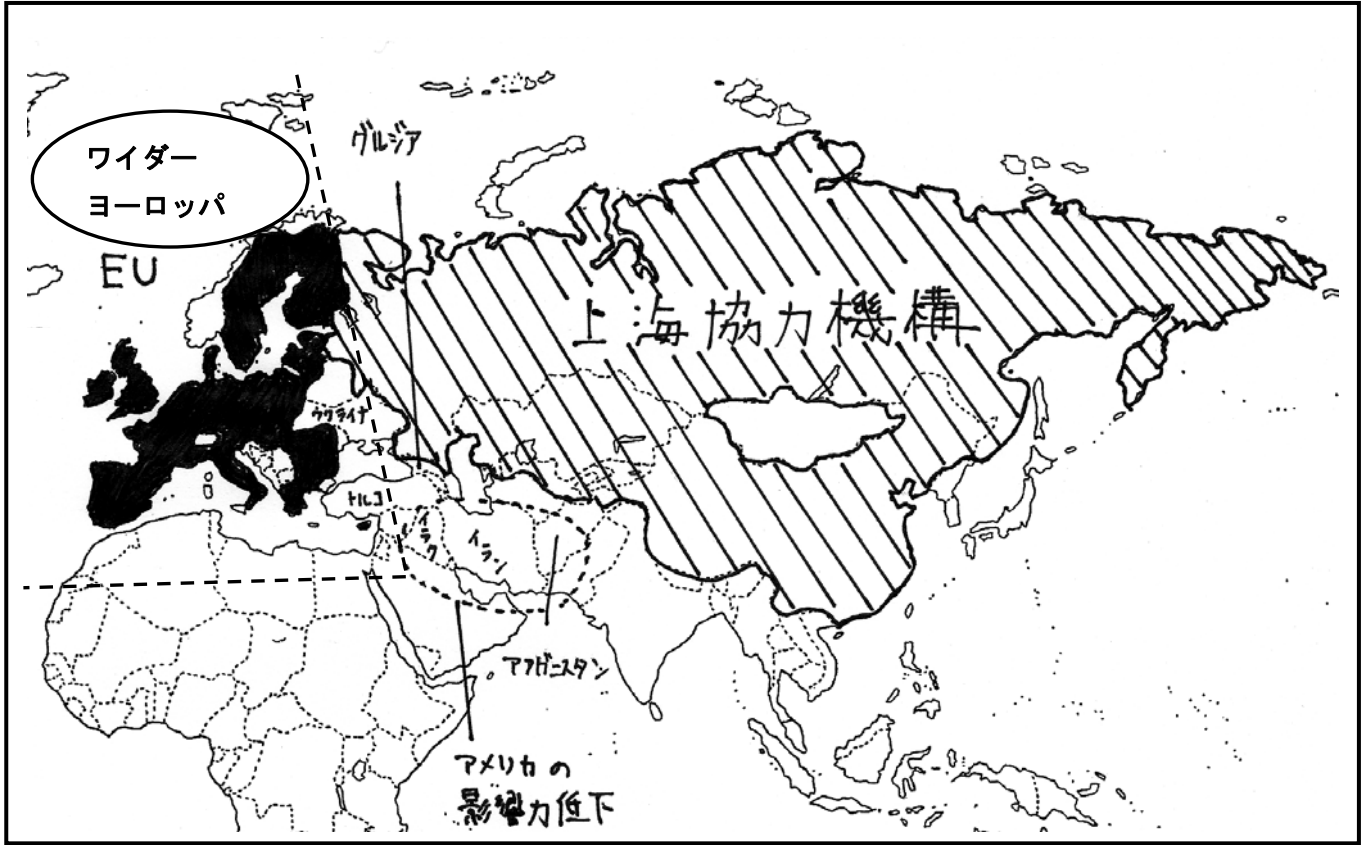 ワイダー
ヨーロッパ
グルジア
EU
上海協力機構
ウクライナ
トルコ
イラク
イラン
アフガニスタン
アメリカの
影響力低下